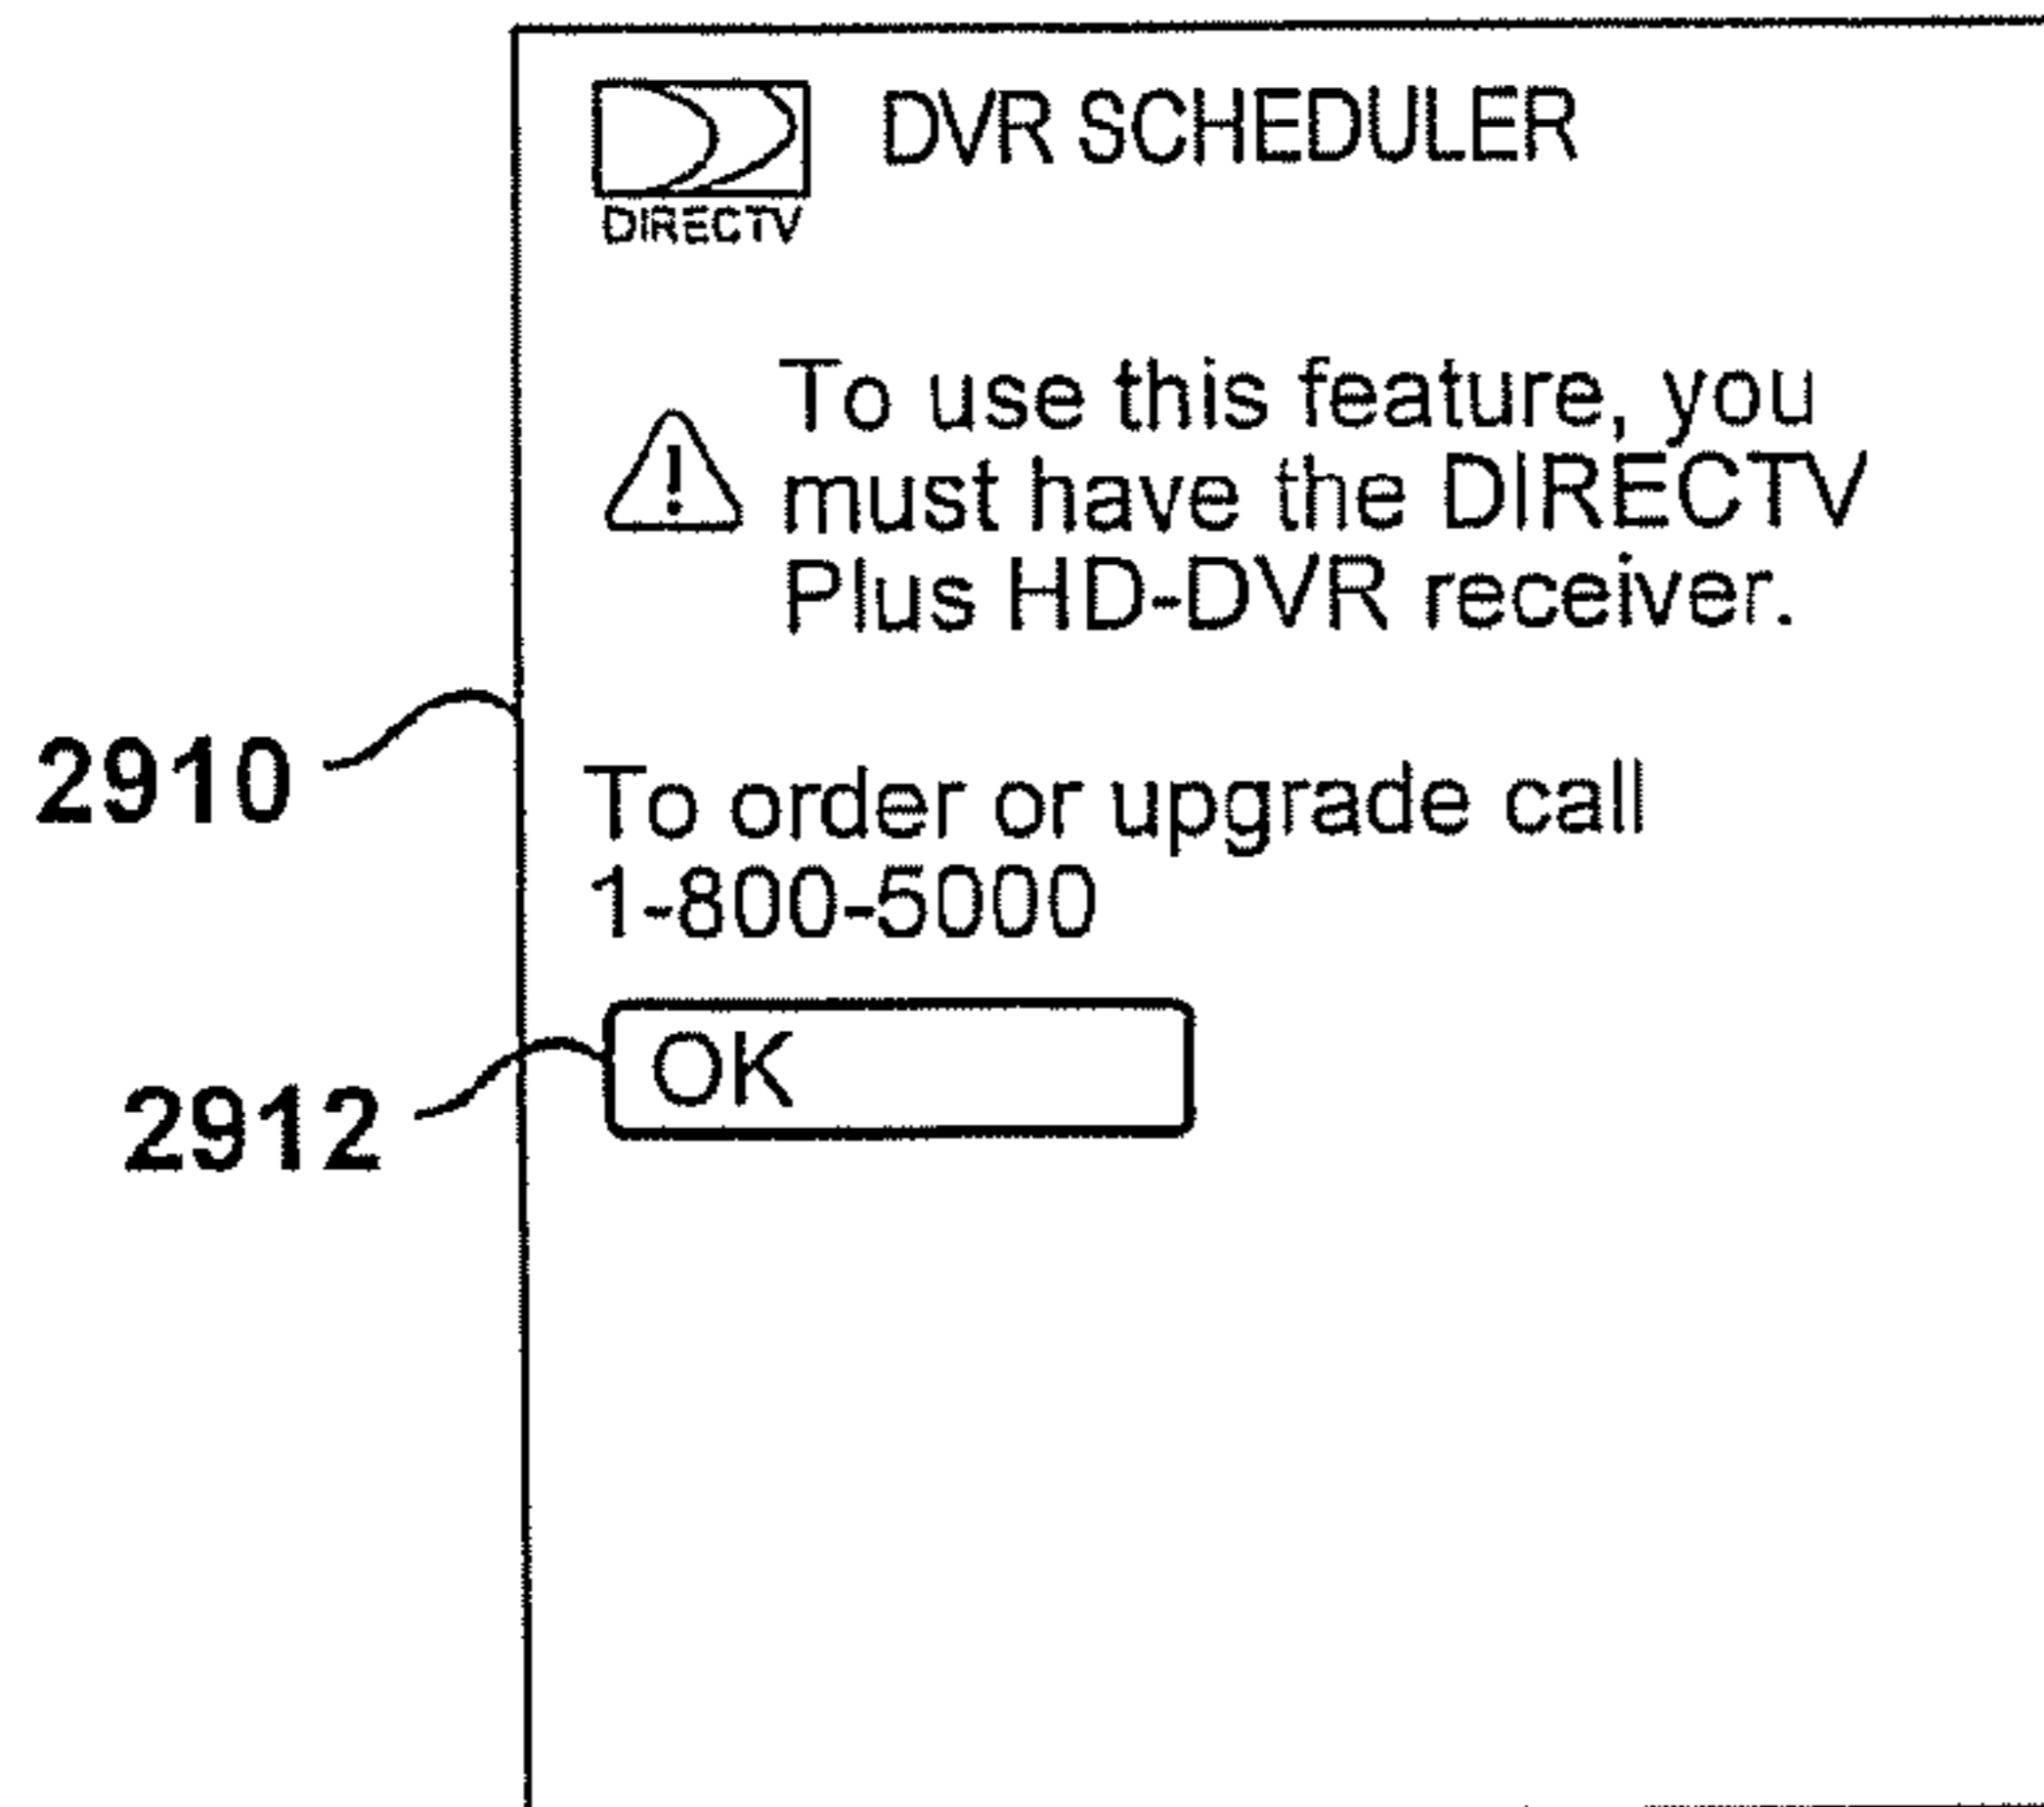 DVR SCHEDULER
DIRECTV
! To use this feature, you
must have the DIRECTV
Plus HD-DVR receiver.
2910
To order or upgrade call
1-800-5000
OK
2912